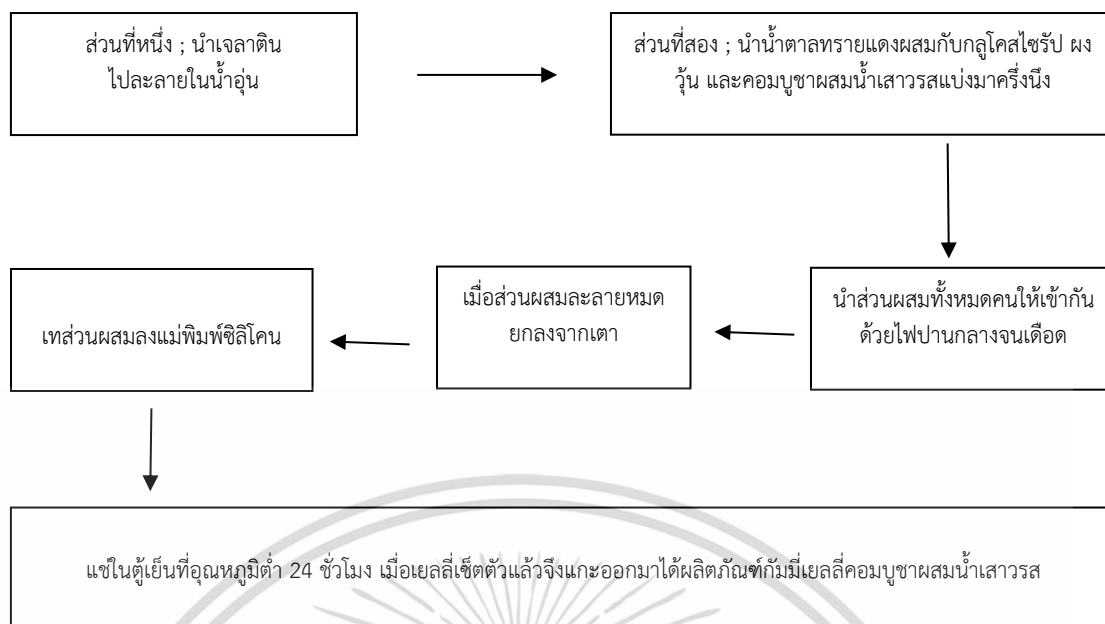 ส่วนที่หนึ่ง ; นำเจลาติน
ไปละลายในน้ำอุ่น
ส่วนที่สอง ; นำน้ำตาลทรายแดงผสมกับกลูโคสไซรัป ผง
วุ้น และคอมบูชาผสมน้ำเสาวรสแบ่งมาครึ่งนึง
นำส่วนผสมทั้งหมดคนให้เข้ากัน
ด้วยไฟปานกลางจนเดือด
เมื่อส่วนผสมละลายหมด
ยกลงจากเตา
เทส่วนผสมลงแม่พิมพ์ซิลิโคน
แช่ในตู้เย็นที่อุณหภูมิต่ำ 24 ชั่วโมง เมื่อเยลลี่เซ็ตตัวแล้วจึงแกะออกมาได้ผลิตภัณฑ์กัมมี่เยลลี่คอมบูชาผสมน้ำเสาวรส